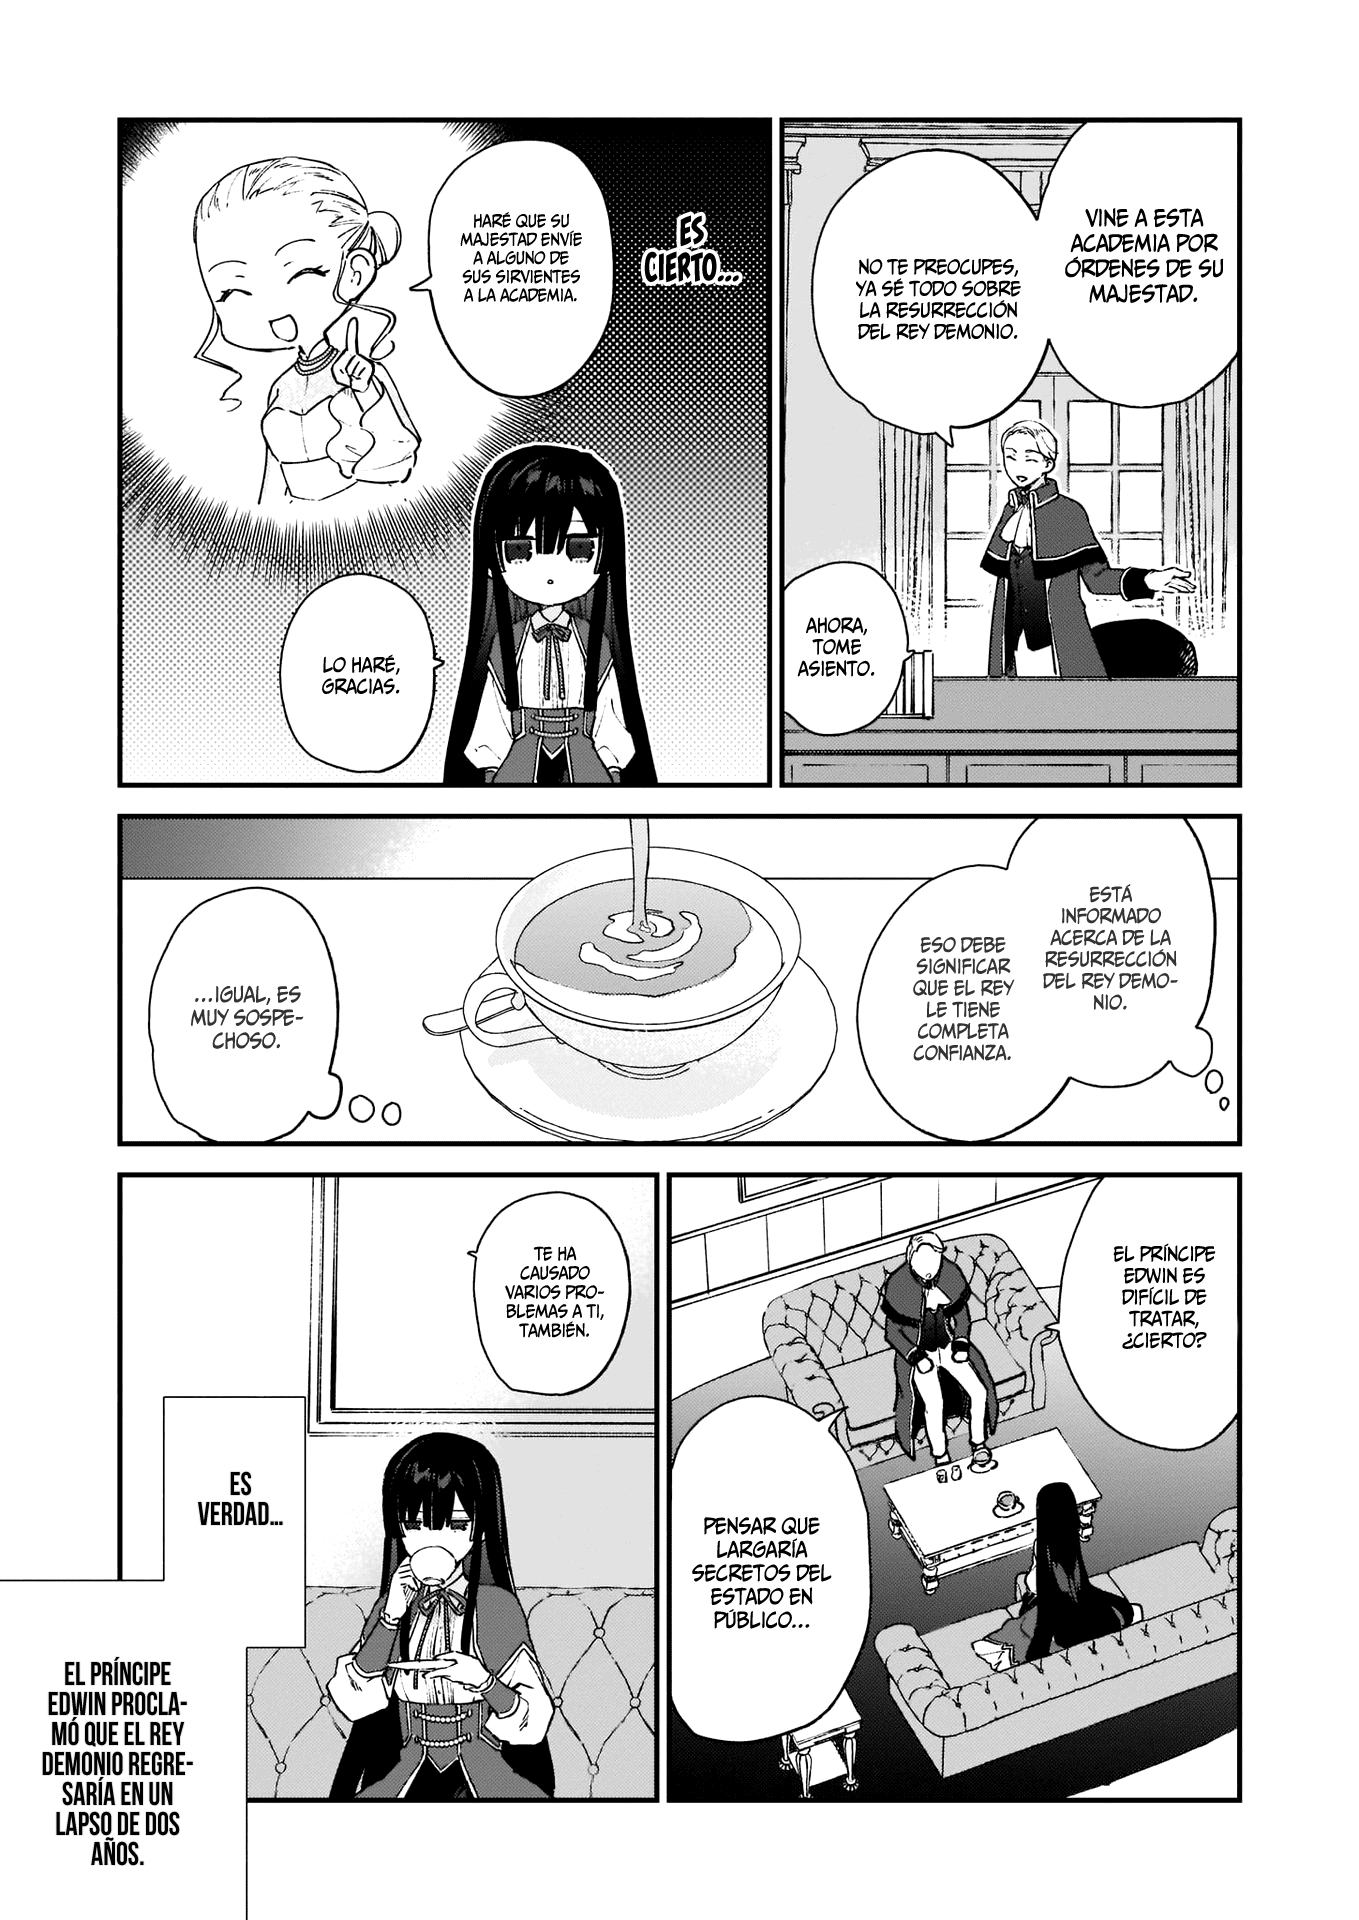 VINE A ESTA
ACADEMIA POR
ÓRDENES DE SU
MAJESTAD.
NO TE PREOCUPES,
YA SÉ TODO SOBRE
LA RESURRECCIÓN
DEL REY DEMONIO.
AHORA,
TOME
ASIENTO.
ES
CIERTO...
HARÉ QUE SU
MAJESTAD ENVÍE
A ALGUNO DE
SUS SIRVIENTES
A LA ACADEMIA.
LO HARÉ,
GRACIAS.
ESTÁ
INFORMADO
ACERCA DE LA
RESURRECCIÓN
DEL REY DEMO-
NIO.
ESO DEBE
SIGNIFICAR
QUE EL REY
LE TIENE
COMPLETA
CONFIANZA.
...IGUAL, ES
MUY SOSPE-
CHOSO.
EL PRÍNCIPE
EDWIN ES
DIFÍCIL DE
TRATAR,
¿CIERTO?
PENSAR QUE
LARGARÍA
SECRETOS DEL
ESTADO EN
PÚBLICO...
TE HA
CAUSADO
VARIOS PRO-
BLEMAS A TI,
TAMBIÉN.
ES
VERDAD...
EL PRÍNCIPE
EDWIN PROCLA-
MÓ QUE EL REY
DEMONIO REGRE-
SARÍA EN UN
LAPSO DE DOS
AÑOS.